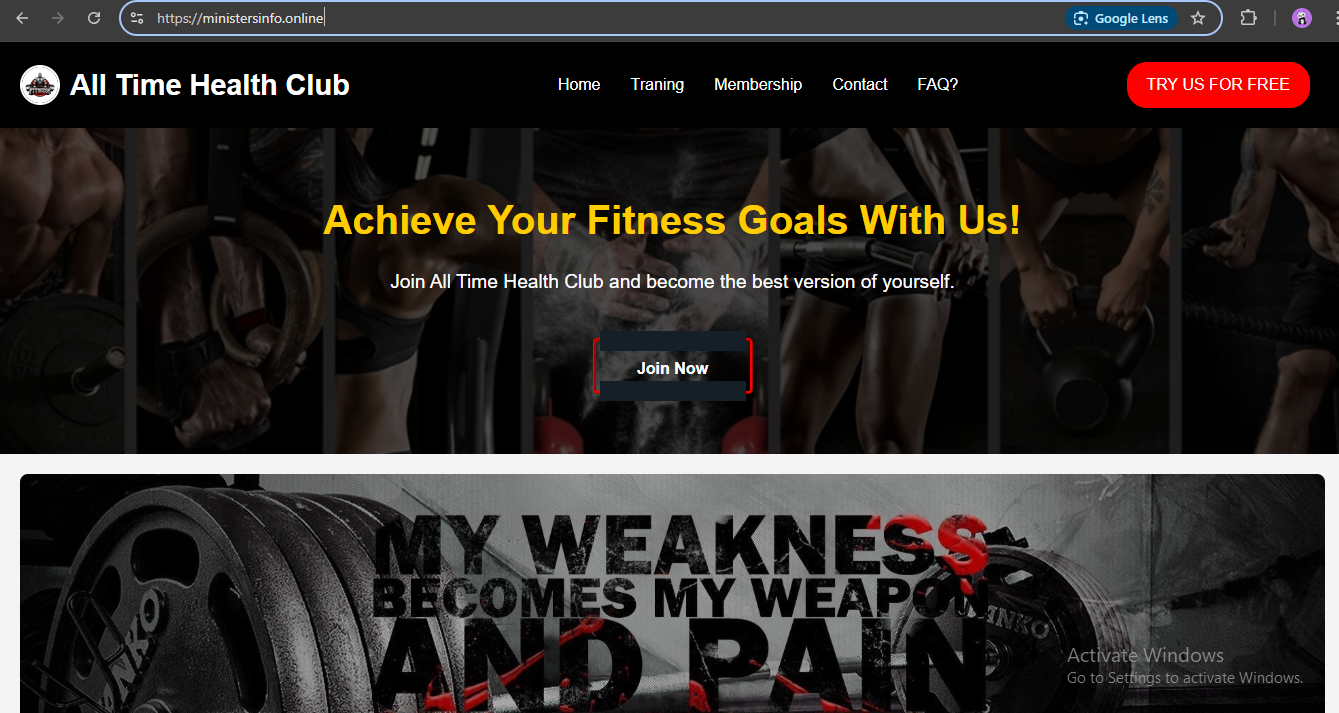 https://ministersinfo.online
Google Lens
All Time Health Club
Home
Traning
Membership
Contact
FAQ?
TRY US FOR FREE
Achieve Your Fitness Goals With Us!
Join All Time Health Club and become the best version of yourself.
Join Now
MY WEAKNESS
BECOMES MY WEAPON
AND PAIN
Activate Windows
Go to Settings to activate Windows.